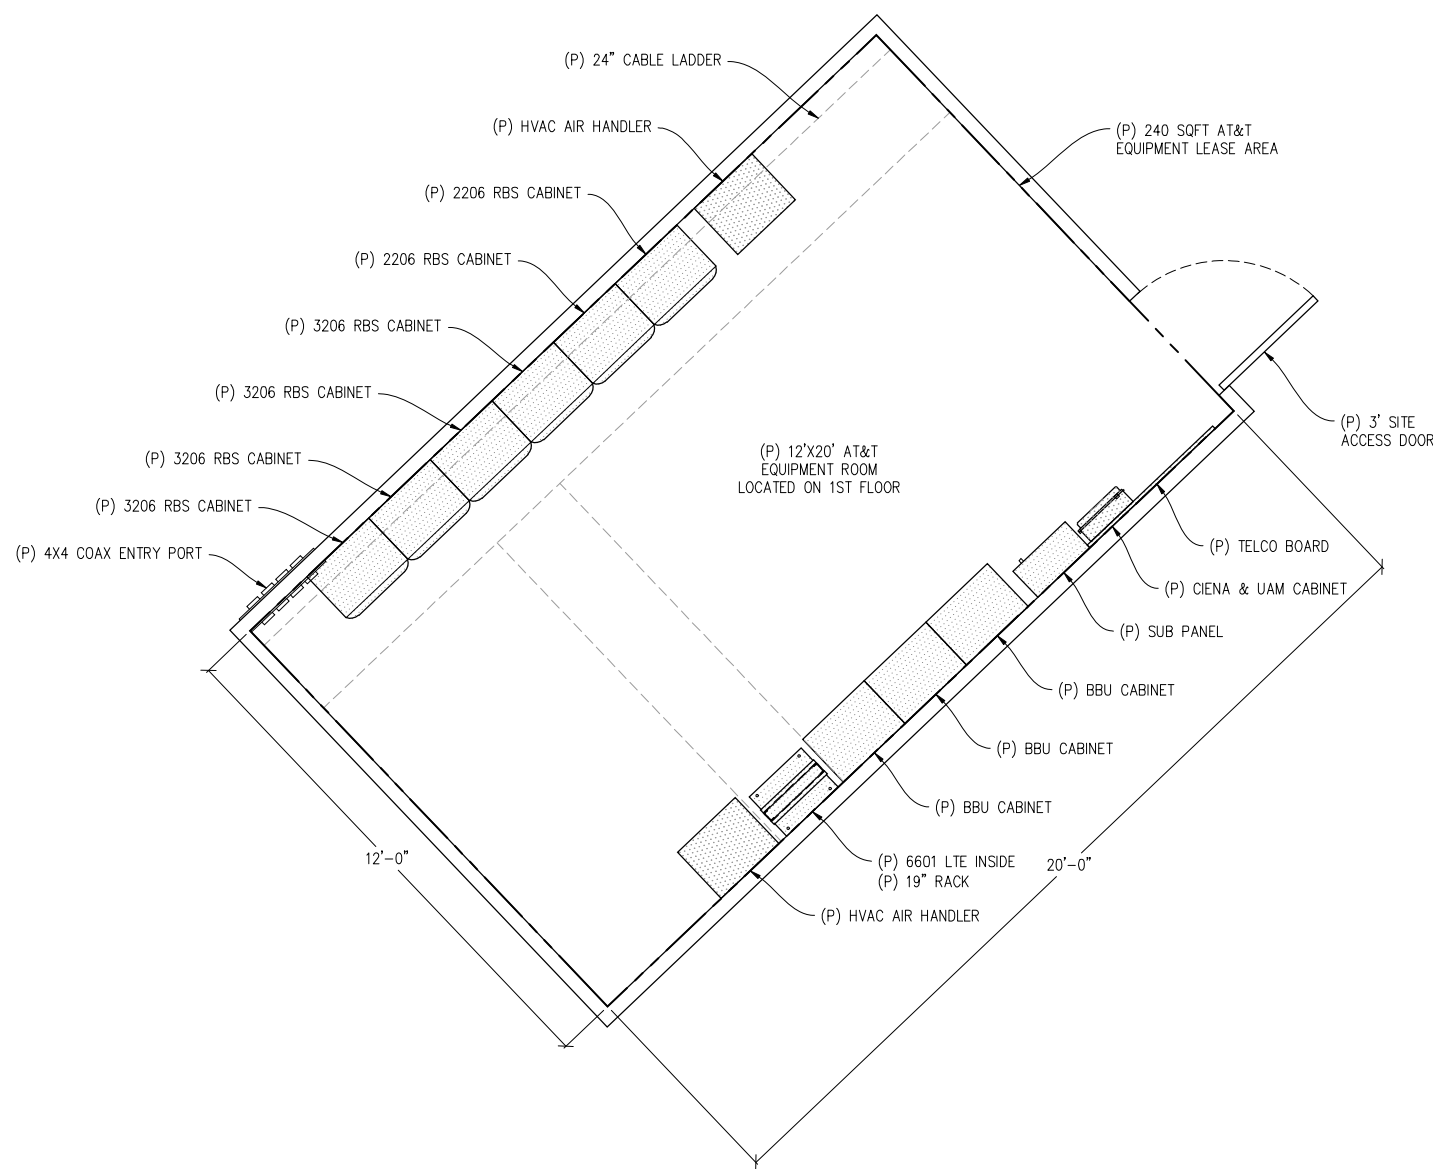 (P) 24" CABLE LADDER
(P) HVAC AIR HANDLER
(P) 240 SQFT AT&T
EQUIPMENT LEASE AREA
(P) 2206 RBS CABINET
(P) 2206 RBS CABINET
(P) 3206 RBS CABINET
(P) 3206 RBS CABINET
(P) 3' SITE
ACCESS DOOR
(P) 12'X20' AT&T
EQUIPMENT ROOM
LOCATED ON 1ST FLOOR
(P) 3206 RBS CABINET
(P) 3206 RBS CABINET
(P) 4X4 COAX ENTRY PORT
(P) TELCO BOARD
(P) CIENA & UAM CABINET
(P) SUB PANEL
(P) BBU CABINET
(P) BBU CABINET
(P) BBU CABINET
12'-0"
(P) 6601 LTE INSIDE
(P) 19" RACK
20'-0"
(P) HVAC AIR HANDLER